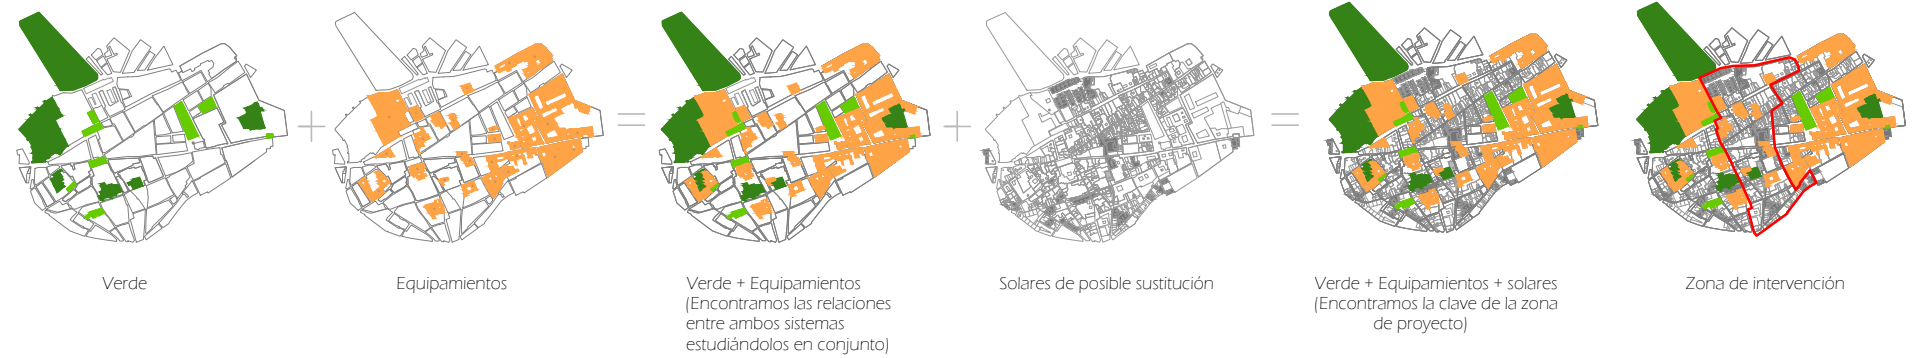 Verde
Equipamientos
Verde + Equipamientos
(Encontramos las relaciones
entre ambos sistemas
estudiándolos en conjunto)
Solares de posible sustitución
Verde + Equipamientos + solares
(Encontramos la clave de la zona
de proyecto)
Zona de intervención